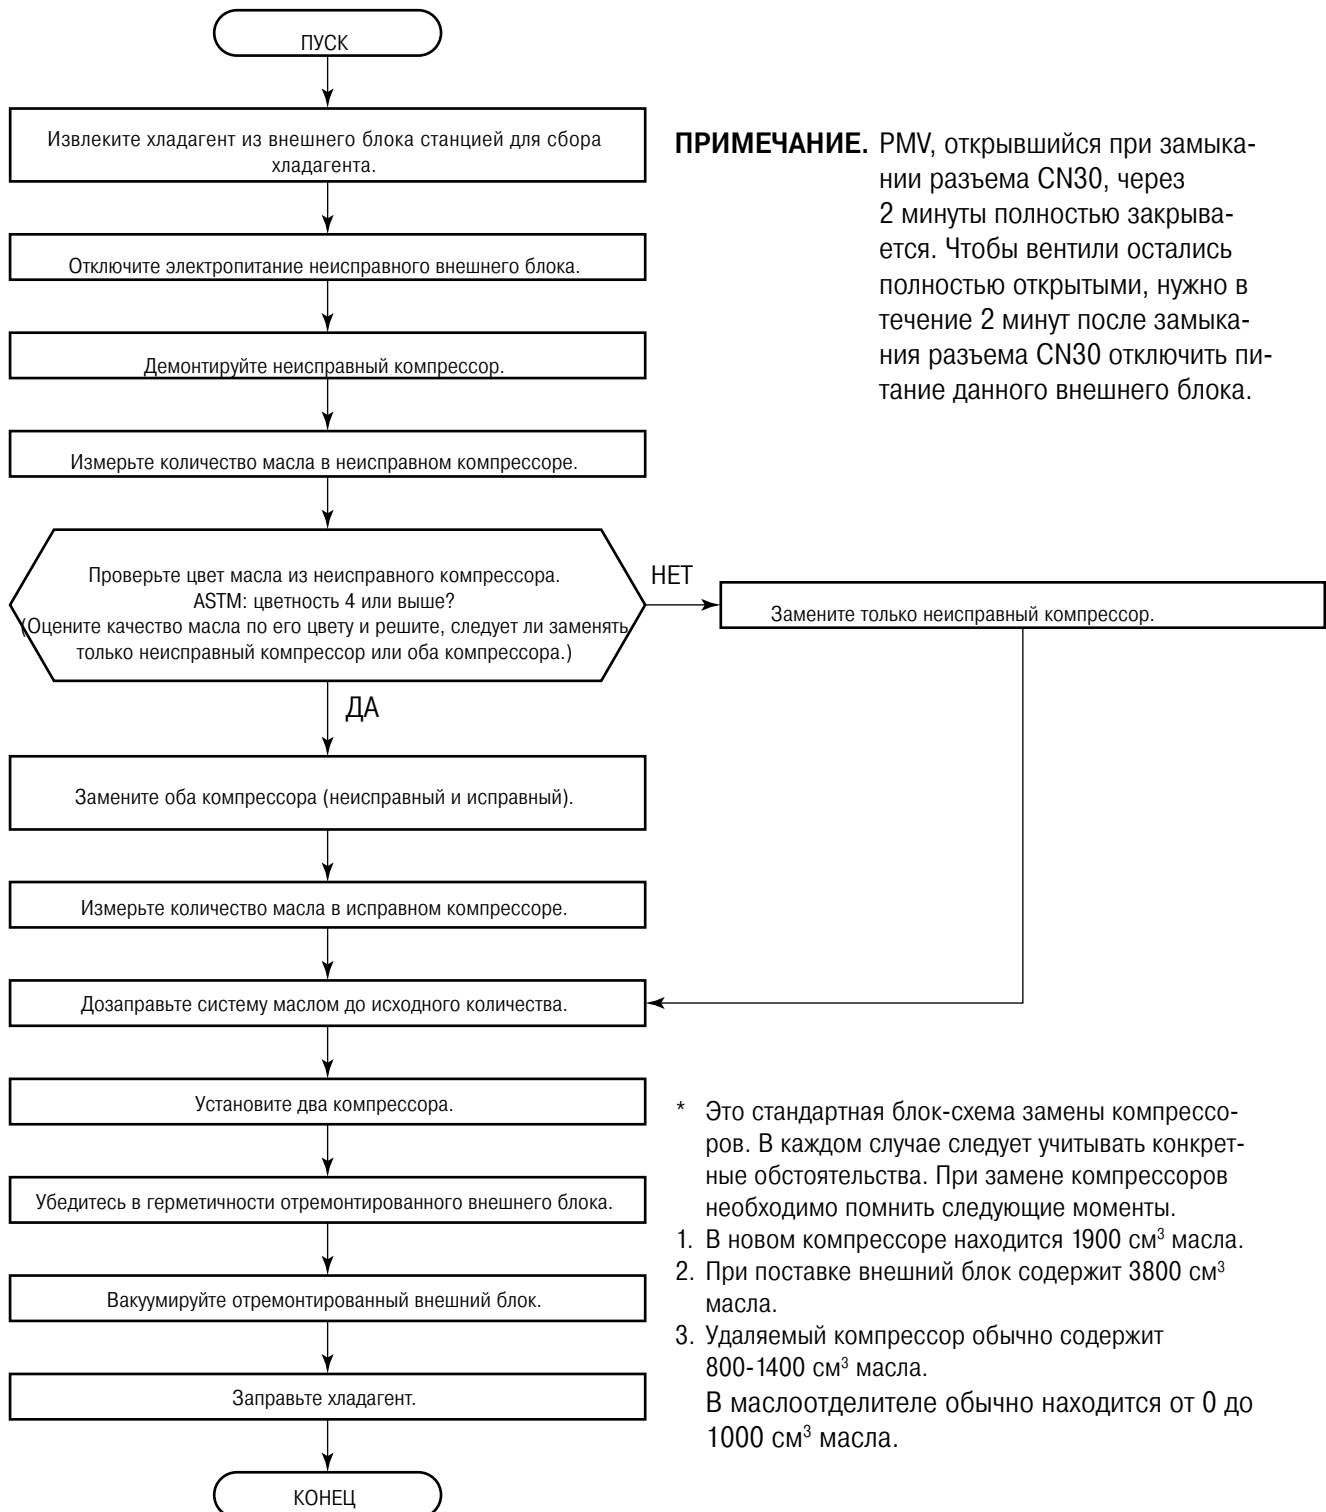 ПУСК
Извлеките хладагент из внешнего блока станцией для сбора
хладагента.
Отключите электропитание неисправного внешнего блока.
Демонтируйте неисправный компрессор.
Измерьте количество масла в неисправном компрессоре.
Проверьте цвет масла из неисправного компрессора.
ASTM: цветность 4 или выше?
(Оцените качество масла по его цвету и решите, следует ли заменять
только неисправный компрессор или оба компрессора.)
НЕТ
Замените только неисправный компрессор.
ДА
Замените оба компрессора (неисправный и исправный).
Измерьте количество масла в исправном компрессоре.
Дозаправьте систему маслом до исходного количества.
Установите два компрессора.
Убедитесь в герметичности отремонтированного внешнего блока.
Вакуумируйте отремонтированный внешний блок.
Заправьте хладагент.
КОНЕЦ
ПРИМЕЧАНИЕ. PMV, открывшийся при замыка-
нии разъема CN30, через
2 минуты полностью закрыва-
ется. Чтобы вентили остались
полностью открытыми, нужно в
течение 2 минут после замыка-
ния разъема CN30 отключить пи-
тание данного внешнего блока.
* Это стандартная блок-схема замены компрессо-
ров. В каждом случае следует учитывать конкрет-
ные обстоятельства. При замене компрессоров
необходимо помнить следующие моменты.
1. В новом компрессоре находится 1900 см³ масла.
2. При поставке внешний блок содержит 3800 см³
масла.
3. Удаляемый компрессор обычно содержит
800-1400 см³ масла.
В маслоотделителе обычно находится от 0 до
1000 см³ масла.